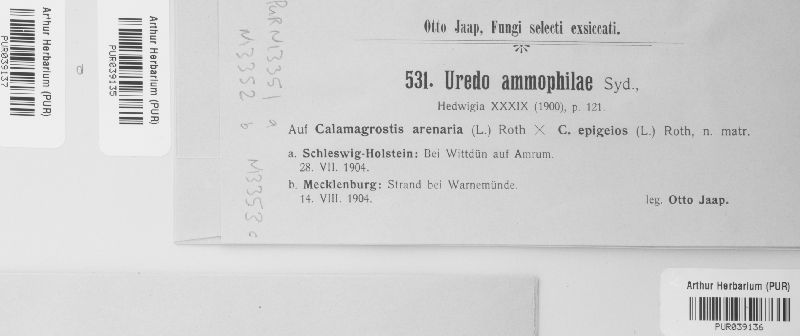 Arthur Herbarium (PUR)
PUR039137
Arthur Herbarium (PUR)
PUR039135
a
PUR N13351 a
M3352 b
M3353 c
Otto Jaap, Fungi selecti exsiccati.
531. Uredo ammophilae Syd.,
Hedwigia XXXIX (1900), p. 121.
Auf Calamagrostis arenaria (L.) Roth × C. epigeios (L.) Roth, n. matr.
a. Schleswig-Holstein: Bei Wittdün auf Amrum.
28. VII. 1904.
b. Mecklenburg: Strand bei Warnemünde.
14. VIII. 1904.
leg. Otto Jaap.
Arthur Herbarium (PUR)
PUR039136